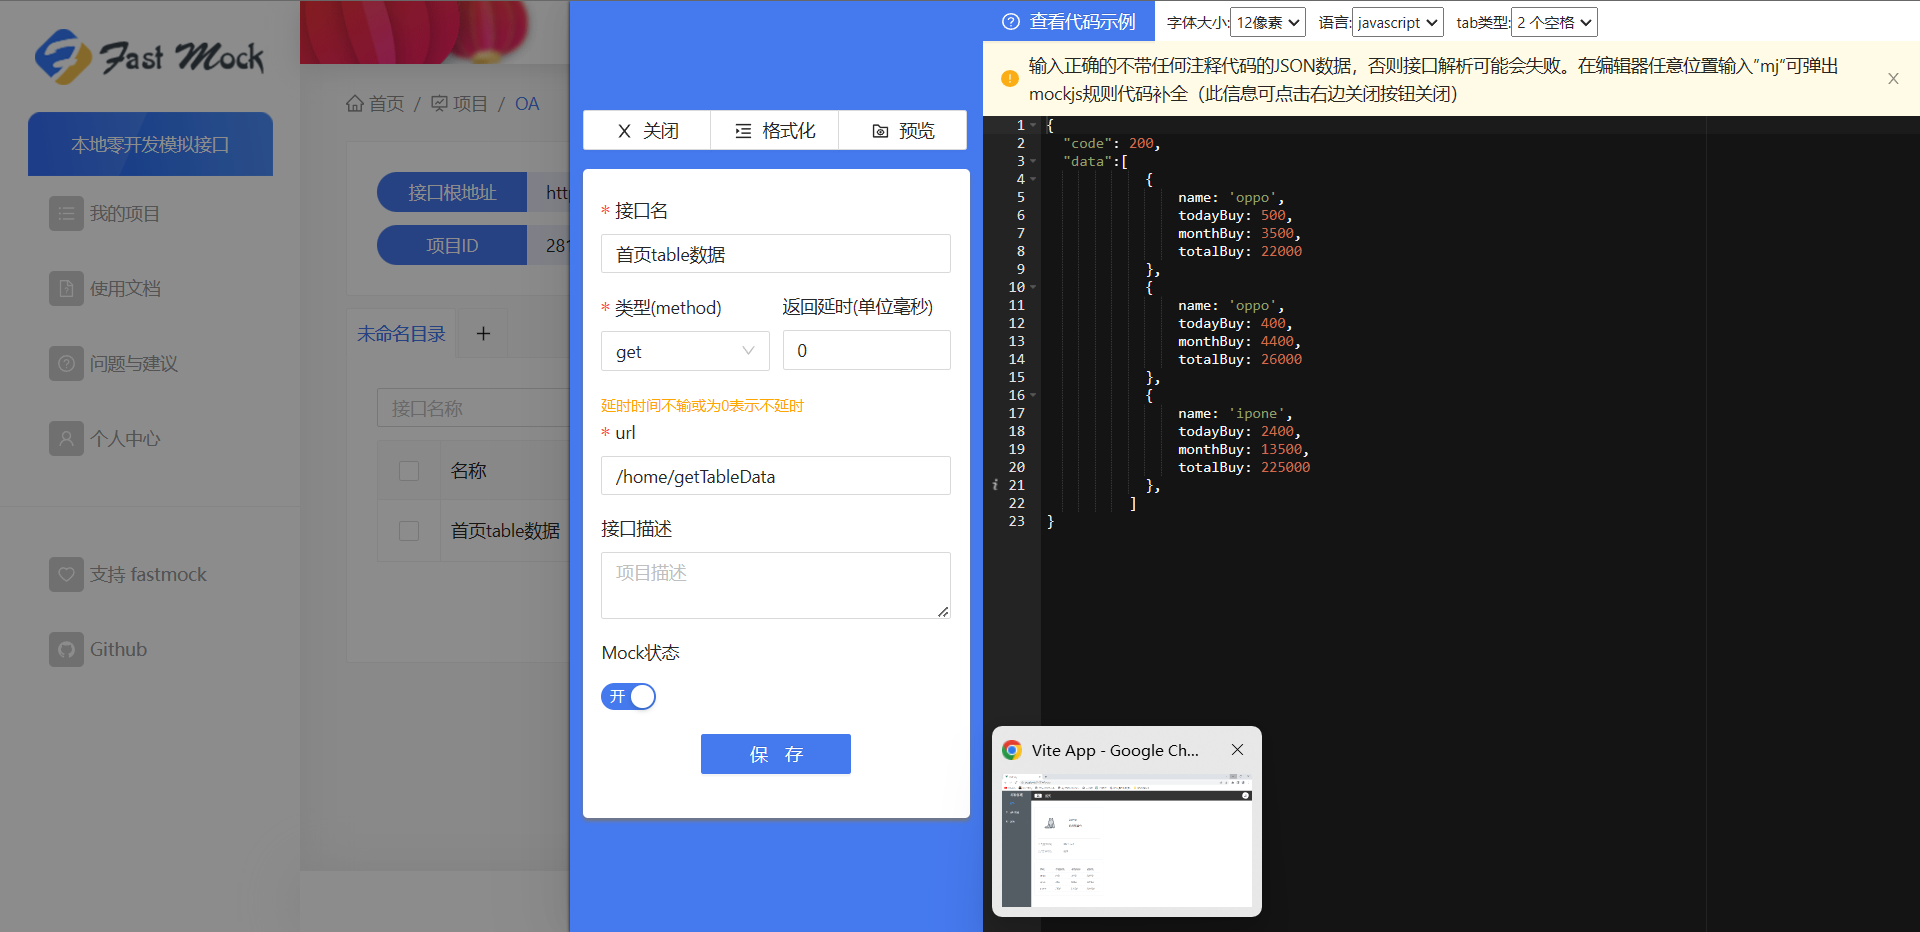 Fast Mock
本地零开发模拟接口
我的项目
使用文档
问题与建议
个人中心
支持 fastmock
Github
首页 / 项目 / OA
接口根地址 htt
项目ID 281
未命名目录 +
接口名称
名称
首页table数据
关闭 格式化 预览
* 接口名
首页table数据
* 类型(method) 返回延时(单位毫秒)
get 0
延时时间不输或为0表示不延时
* url
/home/getTableData
接口描述
项目描述
Mock状态
开
保 存
查看代码示例 字体大小: 12像素 语言: javascript tab类型: 2 个空格
输入正确的不带任何注释代码的JSON数据，否则接口解析可能会失败。在编辑器任意位置输入”mj“可弹出
mockjs规则代码补全（此信息可点击右边关闭按钮关闭）
1 {
2 "code": 200,
3 "data":[
4 {
5 name: 'oppo',
6 todayBuy: 500,
7 monthBuy: 3500,
8 totalBuy: 22000
9 },
10 {
11 name: 'oppo',
12 todayBuy: 400,
13 monthBuy: 4400,
14 totalBuy: 26000
15 },
16 {
17 name: 'ipone',
18 todayBuy: 2400,
19 monthBuy: 13500,
20 totalBuy: 225000
21 },
22 ]
23 }
Vite App - Google Ch...